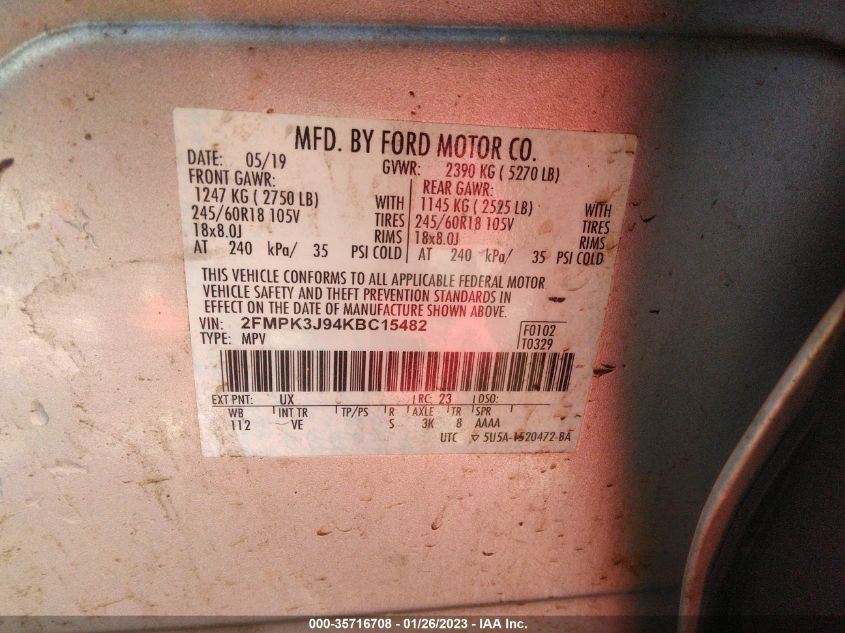 MFD. BY FORD MOTOR CO.
DATE: 05/19 GVWR: 2390 KG ( 5270 LB)
FRONT GAWR: REAR GAWR:
1247 KG ( 2750 LB) WITH 1145 KG ( 2525 LB) WITH
245/60R18 105V TIRES 245/60R18 105V TIRES
18x8.0J RIMS 18x8.0J RIMS
AT 240 kPa/ 35 PSI COLD AT 240 kPa/ 35 PSI COLD
THIS VEHICLE CONFORMS TO ALL APPLICABLE FEDERAL MOTOR
VEHICLE SAFETY AND THEFT PREVENTION STANDARDS IN
EFFECT ON THE DATE OF MANUFACTURE SHOWN ABOVE.
VIN: 2FMPK3J94KBC15482 F0102
TYPE: MPV T0329
EXT PNT: UX RC: 23 DSO:
WB INT TR TP/PS R AXLE TR SPR
112 VE S 3K 8 AAAA
UTC ▽ 5U5A-1520472-BA
000-35716708 - 01/26/2023 - IAA Inc.